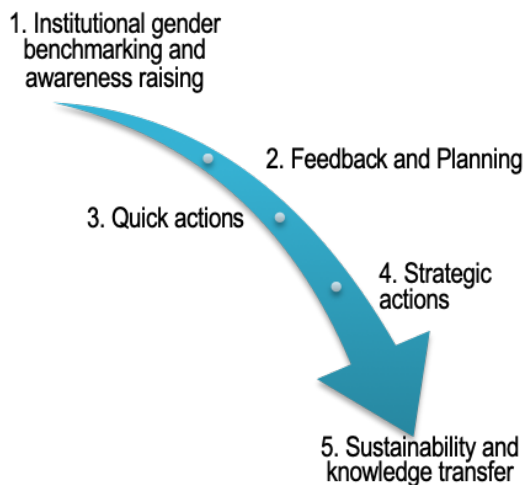 1. Institutional gender
benchmarking and
awareness raising
2. Feedback and Planning
3. Quick actions
4. Strategic
actions
5. Sustainability and
knowledge transfer